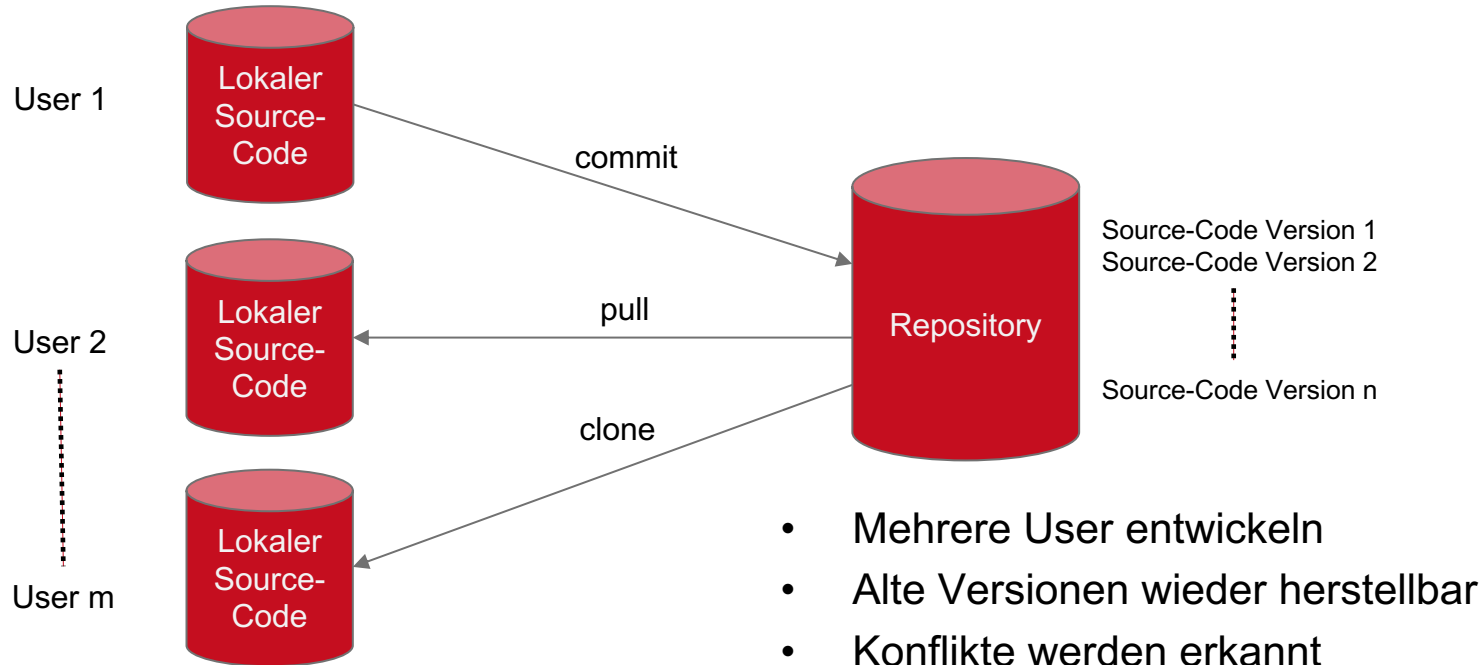 User 1
Lokaler
Source-
Code
commit
User 2
Lokaler
Source-
Code
pull
Repository
Source-Code Version 1
Source-Code Version 2
Source-Code Version n
clone
User m
Lokaler
Source-
Code
• Mehrere User entwickeln
• Alte Versionen wieder herstellbar
• Konflikte werden erkannt